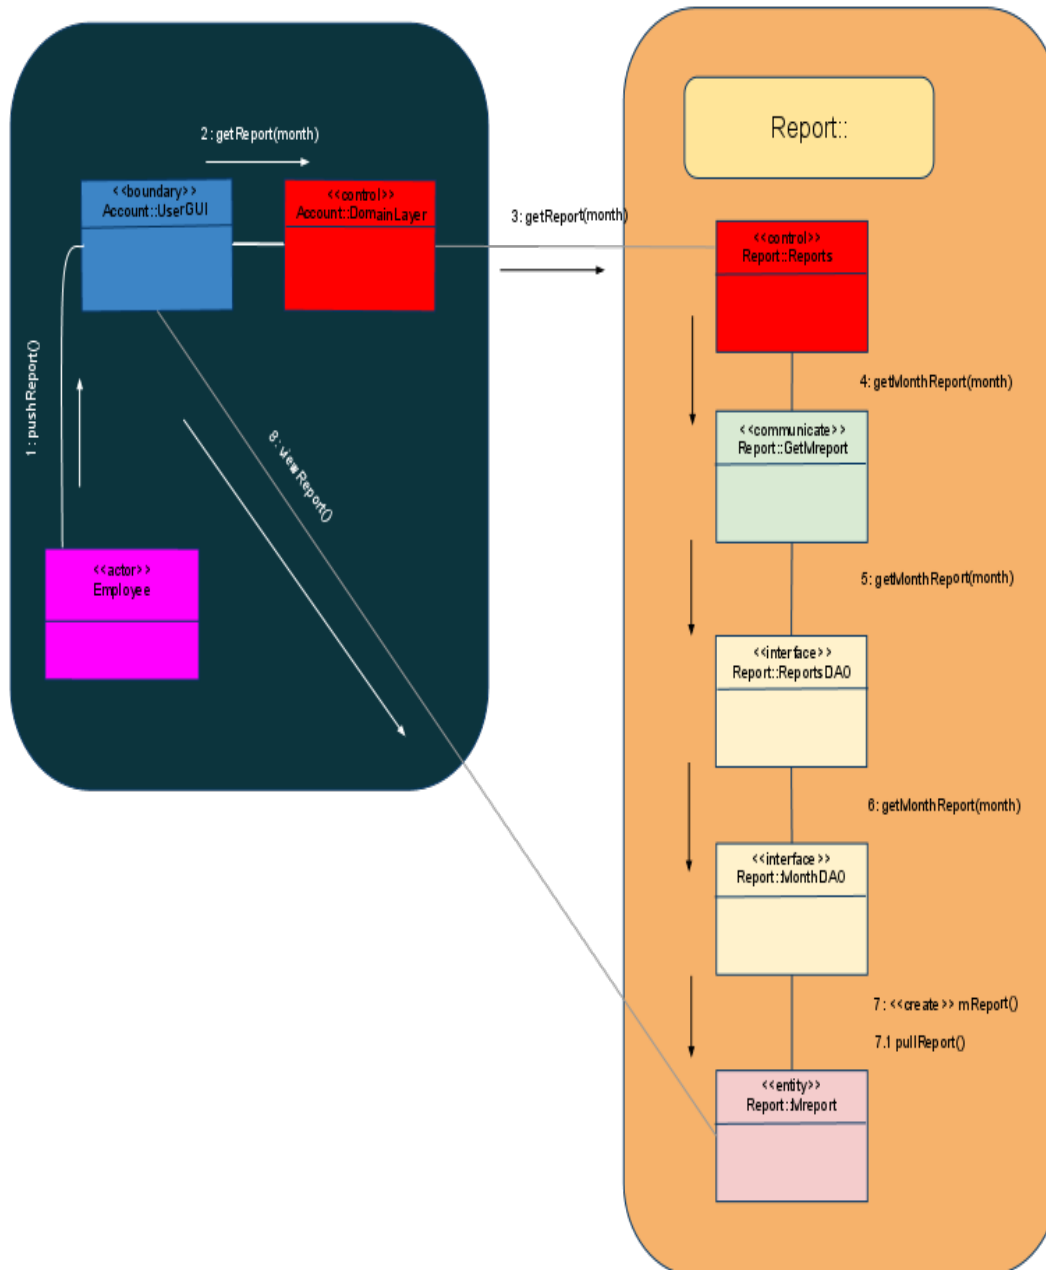 Report::
2 : getReport(month)
<<boundary>>
Account::UserGUI
<<control>>
Account::DomainLayer
3: getReport(month)
<<control>>
Report::Reports
1 : pushReport()
4: getMonthReport(month)
<<communicate>>
Report::GetMreport
8 : viewReport()
<<actor>>
Employee
5: getMonthReport(month)
<<interface>>
Report::ReportsDAO
6: getMonthReport(month)
<<interface >>
Report::MonthDAO
7 : <<create>> mReport()
7.1 pullReport()
<<entity>>
Report::Mreport